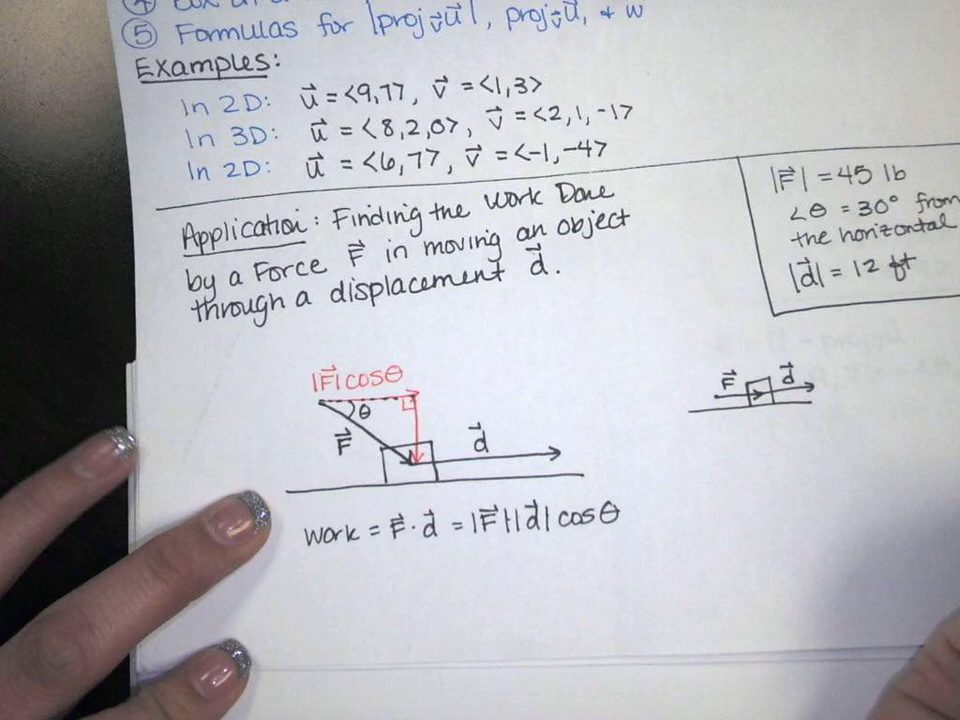 ④ Box
⑤ Formulas for |proj_v⃗ u⃗|, proj_v⃗ u⃗, + w
Examples:
In 2D: u⃗ = <9,7>, v⃗ = <1,3>
In 3D: u⃗ = <8,2,0>, v⃗ = <2,1,-1>
In 2D: u⃗ = <6,7>, v⃗ = <-1,-4>
Application: Finding the Work Done
by a Force F⃗ in moving an object
through a displacement d⃗.
|F⃗| = 45 lb
∠θ = 30° from
the horizontal
|d⃗| = 12 ft
|F⃗|cosθ
θ
F⃗
d⃗
F⃗ d⃗
Work = F⃗ · d⃗ = |F⃗||d⃗| cosθ